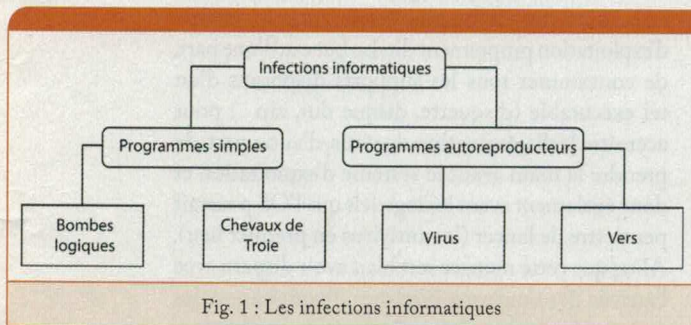 Infections informatiques
Programmes simples
Programmes autoreproducteurs
Bombes
logiques
Chevaux de
Troie
Virus
Vers
Fig. 1 : Les infections informatiques